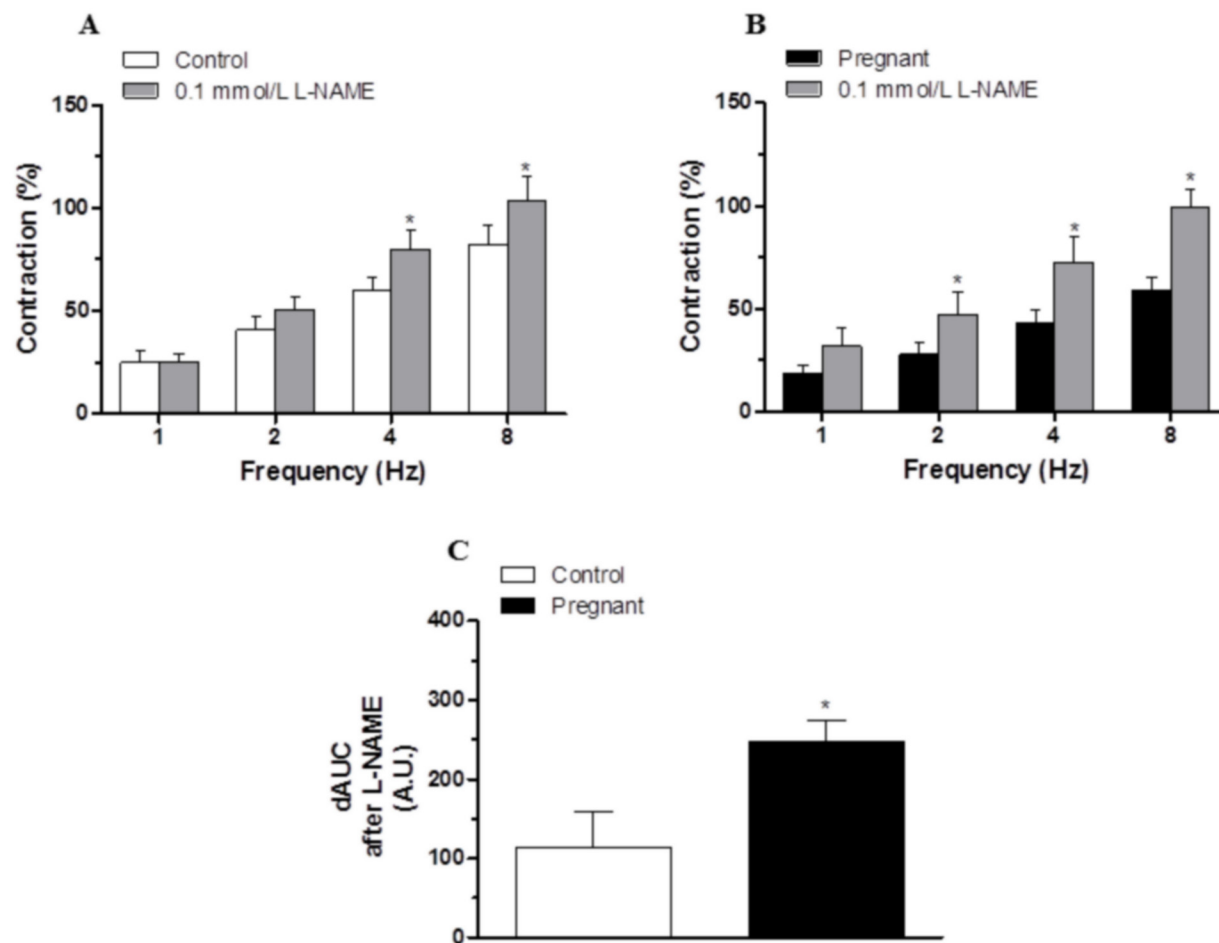 A
Control
0.1 mmol/L L-NAME
150
100
50
0
Contraction (%)
* *
1 2 4 8
Frequency (Hz)
B
Pregnant
0.1 mmol/L L-NAME
150
100
50
0
Contraction (%)
* * *
1 2 4 8
Frequency (Hz)
C
Control
Pregnant
400
300
200
100
0
dAUC
after L-NAME
(A.U.)
*